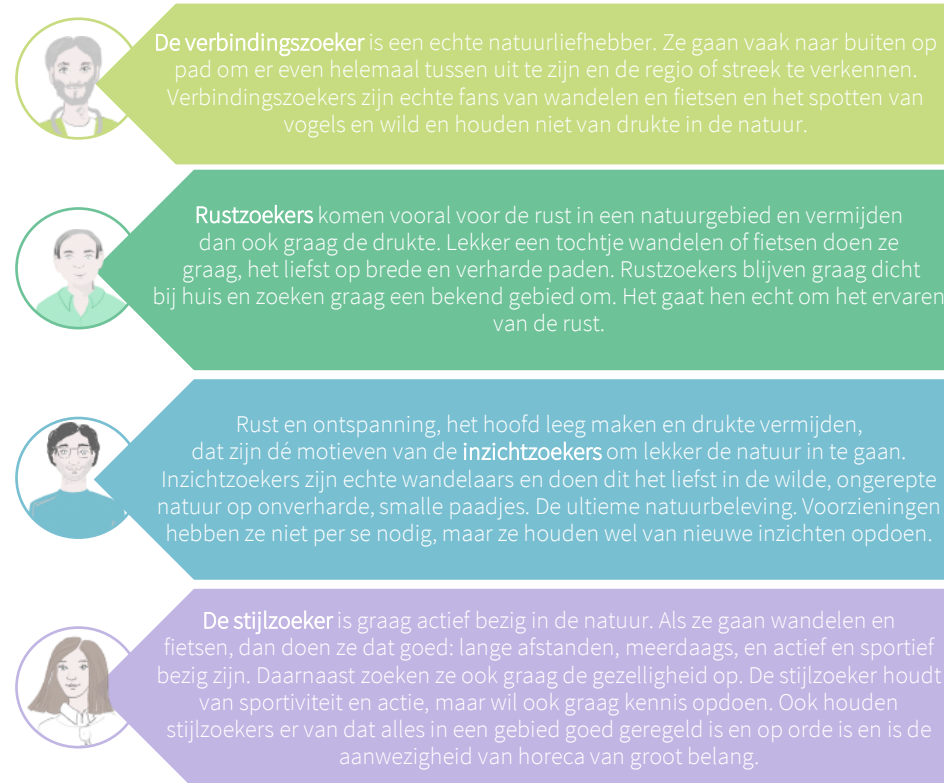 De verbindingszoeker is een echte natuurliefhebber. Ze gaan vaak naar buiten op
pad om er even helemaal tussen uit te zijn en de regio of streek te verkennen.
Verbindingszoekers zijn echte fans van wandelen en fietsen en het spotten van
vogels en wild en houden niet van drukte in de natuur.
Rustzoekers komen vooral voor de rust in een natuurgebied en vermijden
dan ook graag de drukte. Lekker een tochtje wandelen of fietsen doen ze
graag, het liefst op brede en verharde paden. Rustzoekers blijven graag dicht
bij huis en zoeken graag een bekend gebied om. Het gaat hen echt om het ervaren
van de rust.
Rust en ontspanning, het hoofd leeg maken en drukte vermijden,
dat zijn dé motieven van de inzichtzoekers om lekker de natuur in te gaan.
Inzichtzoekers zijn echte wandelaars en doen dit het liefst in de wilde, ongerepte
natuur op onverharde, smalle paadjes. De ultieme natuurbeleving. Voorzieningen
hebben ze niet per se nodig, maar ze houden wel van nieuwe inzichten opdoen.
De stijlzoeker is graag actief bezig in de natuur. Als ze gaan wandelen en
fietsen, dan doen ze dat goed: lange afstanden, meerdaags, en actief en sportief
bezig zijn. Daarnaast zoeken ze ook graag de gezelligheid op. De stijlzoeker houdt
van sportiviteit en actie, maar wil ook graag kennis opdoen. Ook houden
stijlzoekers er van dat alles in een gebied goed geregeld is en op orde is en is de
aanwezigheid van horeca van groot belang.